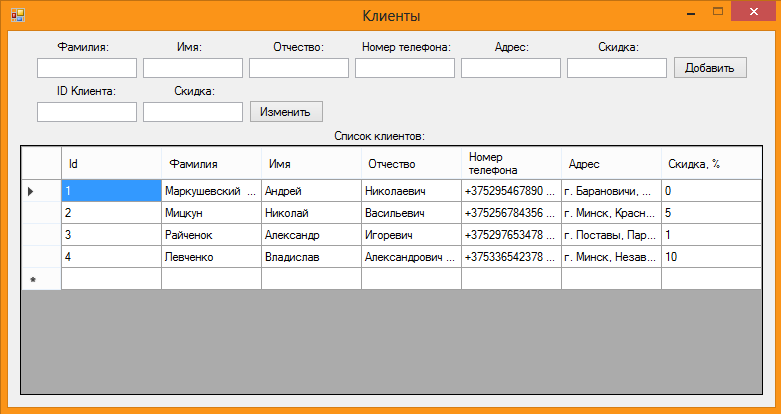 Клиенты
Фамилия: Имя: Отчество: Номер телефона: Адрес: Скидка:
Добавить
ID Клиента: Скидка:
Изменить
Список клиентов:
Id Фамилия Имя Отчество Номер телефона Адрес Скидка, %
1 Маркушевский ... Андрей Николаевич +375295467890 ... г. Барановичи, ... 0
2 Мицкун Николай Васильевич +375256784356 ... г. Минск, Красн... 5
3 Райченок Александр Игоревич +375297653478 ... г. Поставы, Пар... 1
4 Левченко Владислав Александрович ... +375336542378 ... г. Минск, Незав... 10